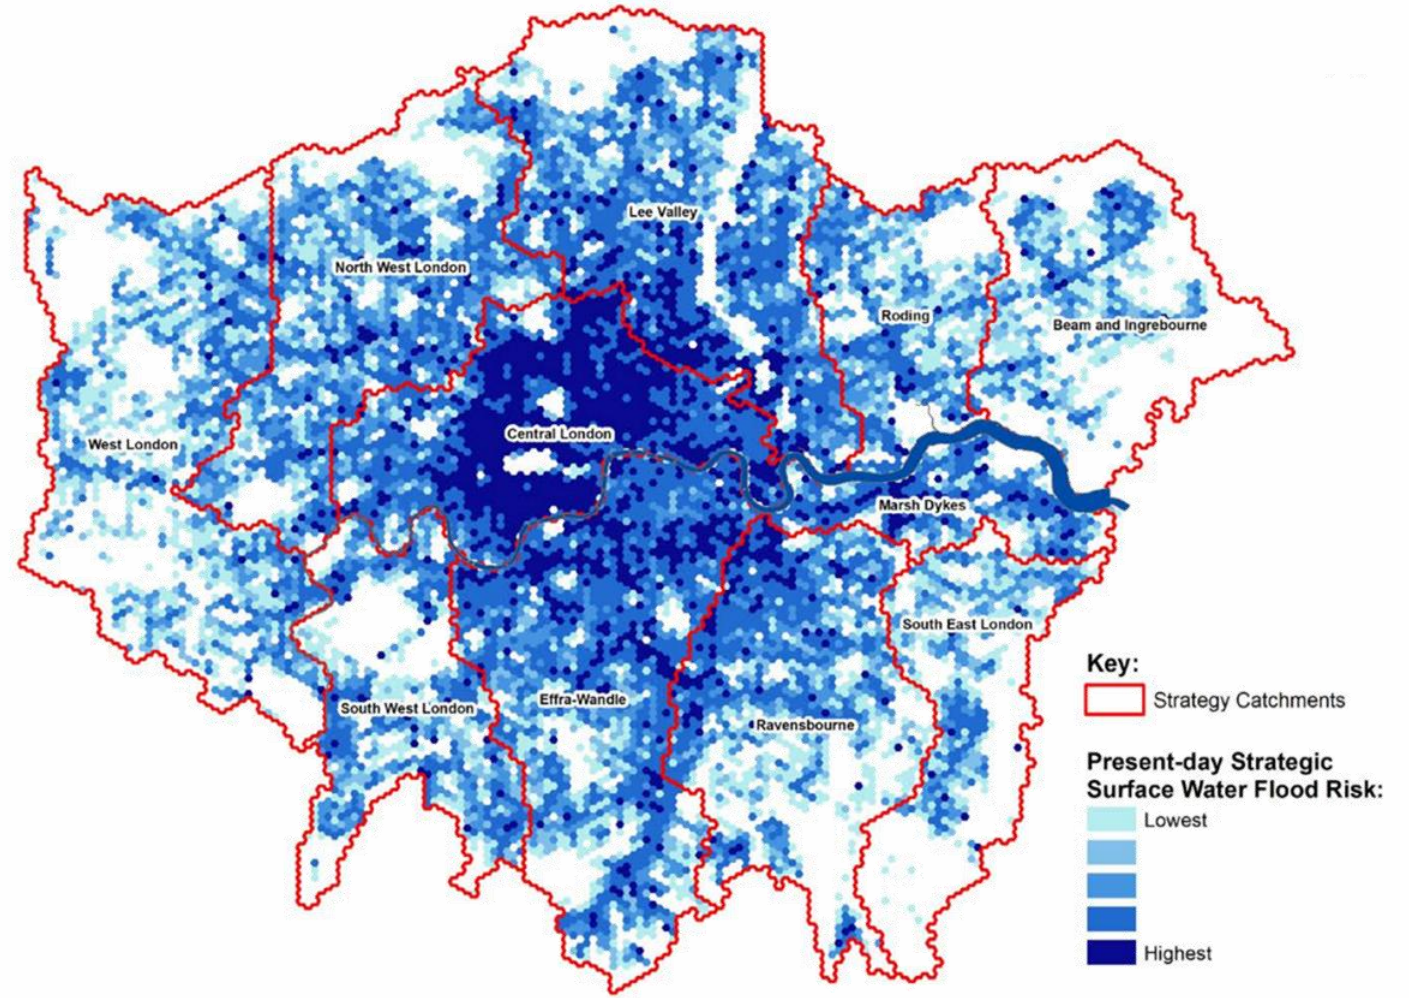 Lee Valley
North West London
Roding
Beam and Ingrebourne
Central London
West London
Marsh Dykes
South East London
Effra-Wandle
South West London
Ravensbourne
Key:
Strategy Catchments
Present-day Strategic
Surface Water Flood Risk:
Lowest
Highest